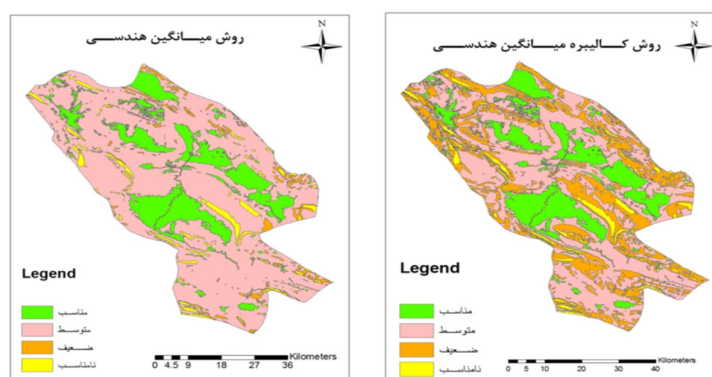 روش میانگین هندسی
N
Legend
مناسب
متوسط
ضعیف
نامناسب
Kilometers
0 4.5 9 18 27 36
روش کالیبره میانگین هندسی
N
Legend
مناسب
متوسط
ضعیف
نامناسب
Kilometers
0 5 10 20 30 40